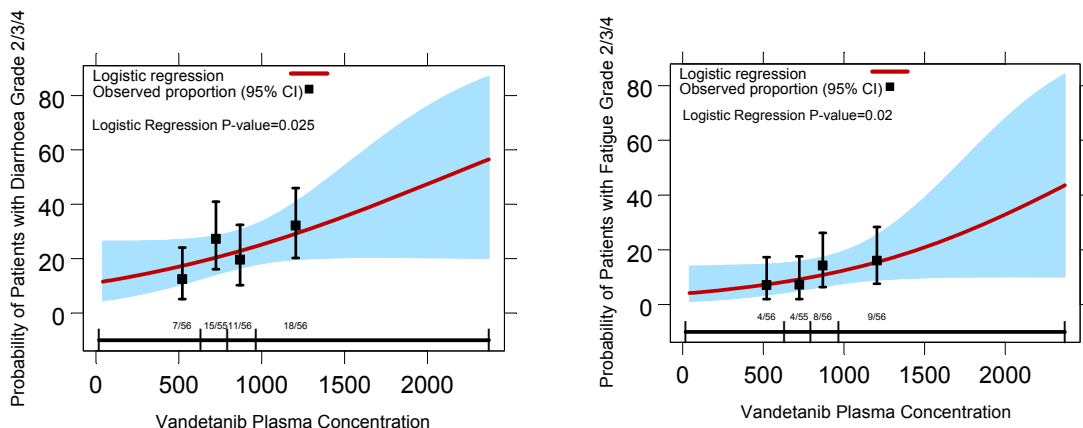 Probability of Patients with Diarrhoea Grade 2/3/4
Logistic regression
Observed proportion (95% CI)
Logistic Regression P-value=0.025
80
60
40
20
0
7/56 15/55 11/56 18/56
0 500 1000 1500 2000
Vandetanib Plasma Concentration
Probability of Patients with Fatigue Grade 2/3/4
Logistic regression
Observed proportion (95% CI)
Logistic Regression P-value=0.02
80
60
40
20
0
4/56 4/55 8/56 9/56
0 500 1000 1500 2000
Vandetanib Plasma Concentration